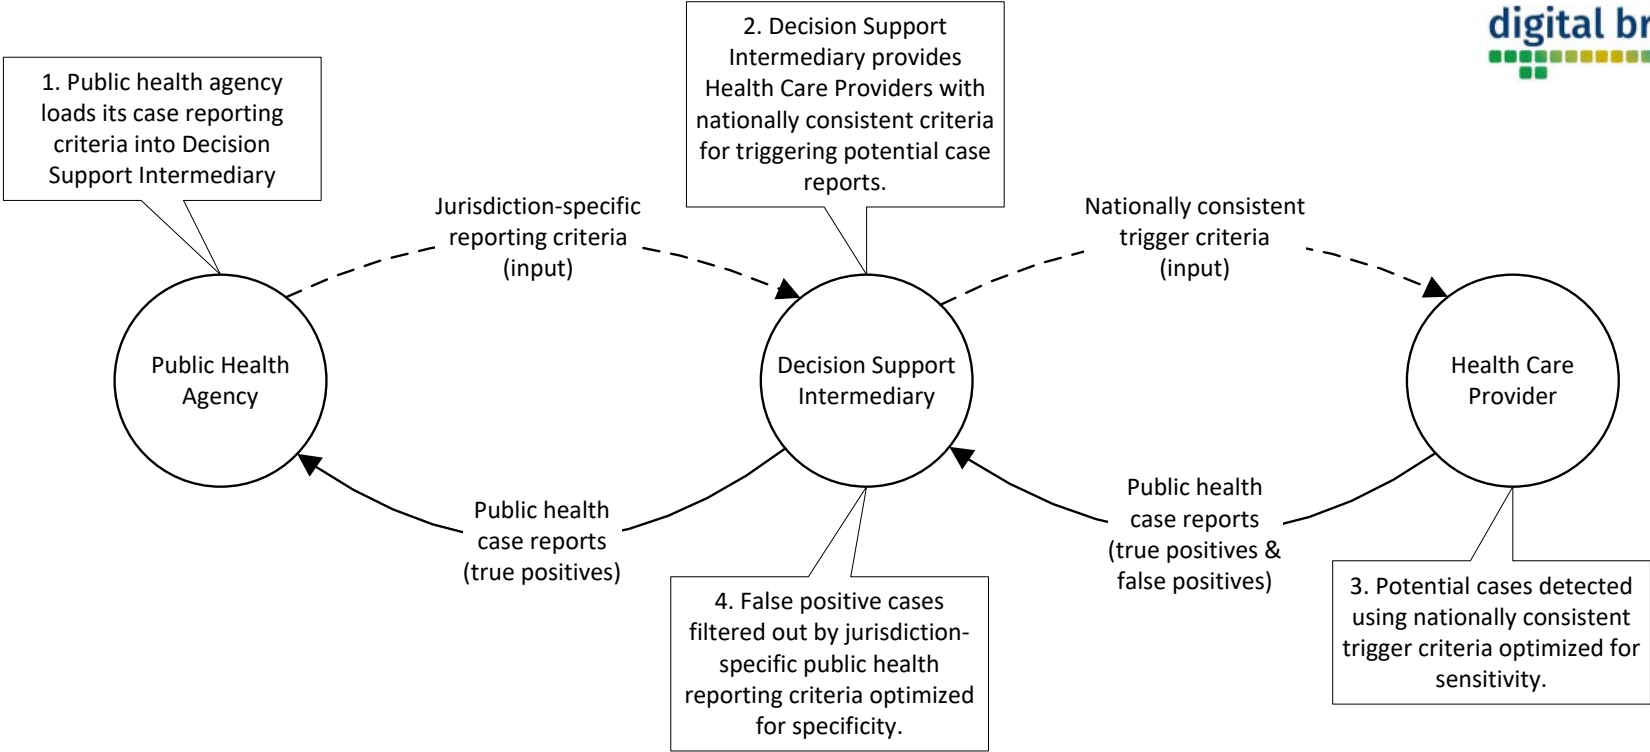 digital br
2. Decision Support
Intermediary provides
Health Care Providers with
nationally consistent criteria
for triggering potential case
reports.
1. Public health agency
loads its case reporting
criteria into Decision
Support Intermediary
Jurisdiction-specific
reporting criteria
(input)
Nationally consistent
trigger criteria
(input)
Public Health
Agency
Decision Support
Intermediary
Health Care
Provider
Public health
case reports
(true positives)
Public health
case reports
(true positives &
false positives)
4. False positive cases
filtered out by jurisdiction-
specific public health
reporting criteria optimized
for specificity.
3. Potential cases detected
using nationally consistent
trigger criteria optimized for
sensitivity.